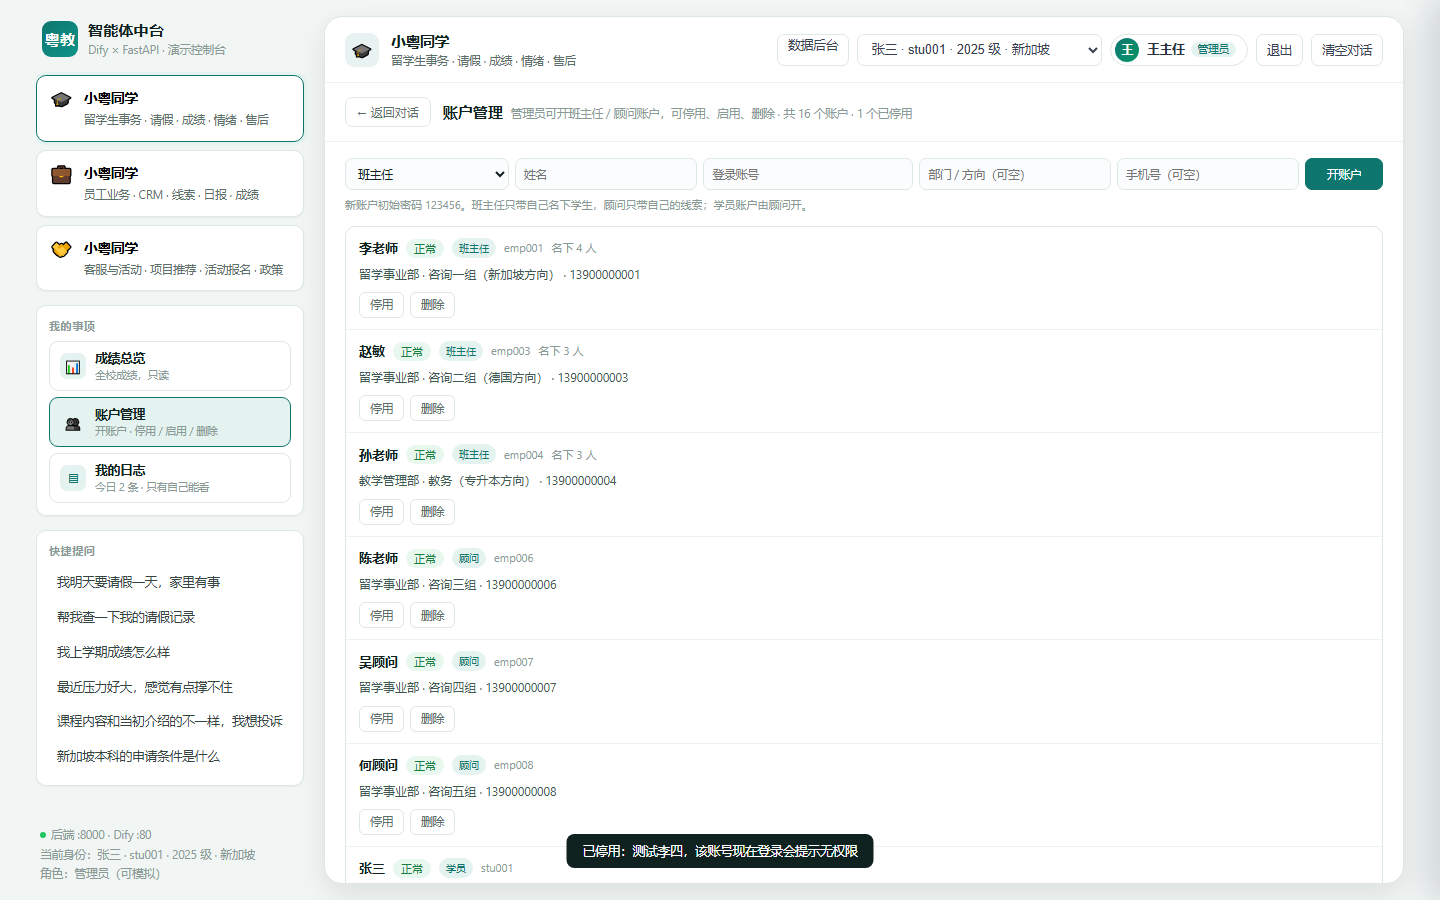 粤教
智能体中台
Dify × FastAPI · 演示控制台
小粤同学
留学生事务 · 请假 · 成绩 · 情绪 · 售后
小粤同学
员工业务 · CRM · 线索 · 日报 · 成绩
小粤同学
客服与活动 · 项目推荐 · 活动报名 · 政策
我的事项
成绩总览
全校成绩，只读
账户管理
开账户 · 停用 / 启用 / 删除
我的日志
今日 2 条 · 只有自己能看
快捷提问
我明天要请假一天，家里有事
帮我查一下我的请假记录
我上学期成绩怎么样
最近压力好大，感觉有点撑不住
课程内容和当初介绍的不一样，我想投诉
新加坡本科的申请条件是什么
后端 :8000 · Dify :80
当前身份：张三 · stu001 · 2025 级 · 新加坡
角色：管理员（可模拟）
小粤同学
留学生事务 · 请假 · 成绩 · 情绪 · 售后
数据后台
张三 · stu001 · 2025 级 · 新加坡
王 王主任 管理员
退出
清空对话
← 返回对话
账户管理 管理员可开班主任 / 顾问账户，可停用、启用、删除 · 共 16 个账户 · 1 个已停用
班主任
姓名
登录账号
部门 / 方向（可空）
手机号（可空）
开账户
新账户初始密码 123456。班主任只带自己名下学生，顾问只带自己的线索；学员账户由顾问开。
李老师 正常 班主任 emp001 名下 4 人
留学事业部 · 咨询一组（新加坡方向） · 13900000001
停用 删除
赵敏 正常 班主任 emp003 名下 3 人
留学事业部 · 咨询二组（德国方向） · 13900000003
停用 删除
孙老师 正常 班主任 emp004 名下 3 人
教学管理部 · 教务（专升本方向） · 13900000004
停用 删除
陈老师 正常 顾问 emp006
留学事业部 · 咨询三组 · 13900000006
停用 删除
吴顾问 正常 顾问 emp007
留学事业部 · 咨询四组 · 13900000007
停用 删除
何顾问 正常 顾问 emp008
留学事业部 · 咨询五组 · 13900000008
停用 删除
张三 正常 学员 stu001
已停用：测试李四，该账号现在登录会提示无权限